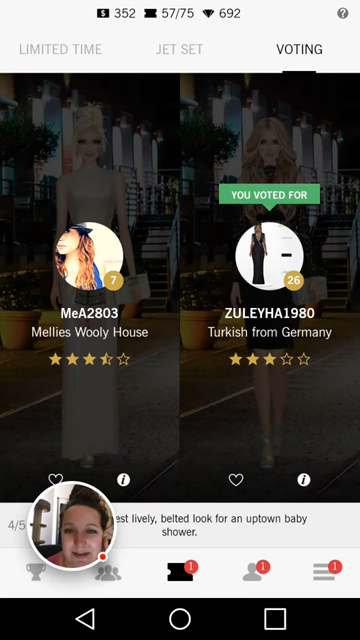 352 57/75 692
LIMITED TIME JET SET VOTING
YOU VOTED FOR
7 26
MeA2803 ZULEYHA1980
Mellies Wooly House Turkish from Germany
4/5 lively, belted look for an uptown baby
shower.
1 1 1